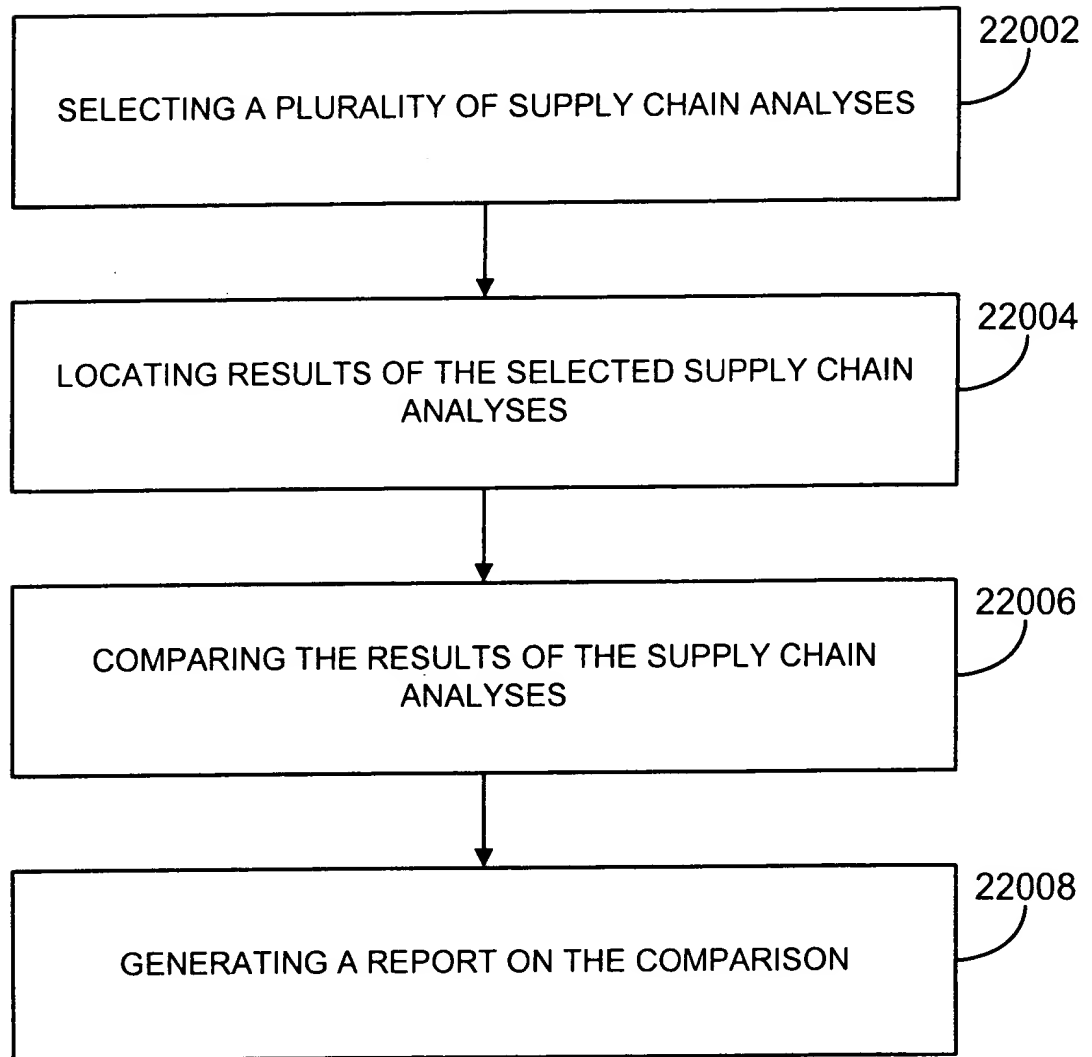 22002
SELECTING A PLURALITY OF SUPPLY CHAIN ANALYSES
22004
LOCATING RESULTS OF THE SELECTED SUPPLY CHAIN
ANALYSES
22006
COMPARING THE RESULTS OF THE SUPPLY CHAIN
ANALYSES
22008
GENERATING A REPORT ON THE COMPARISON